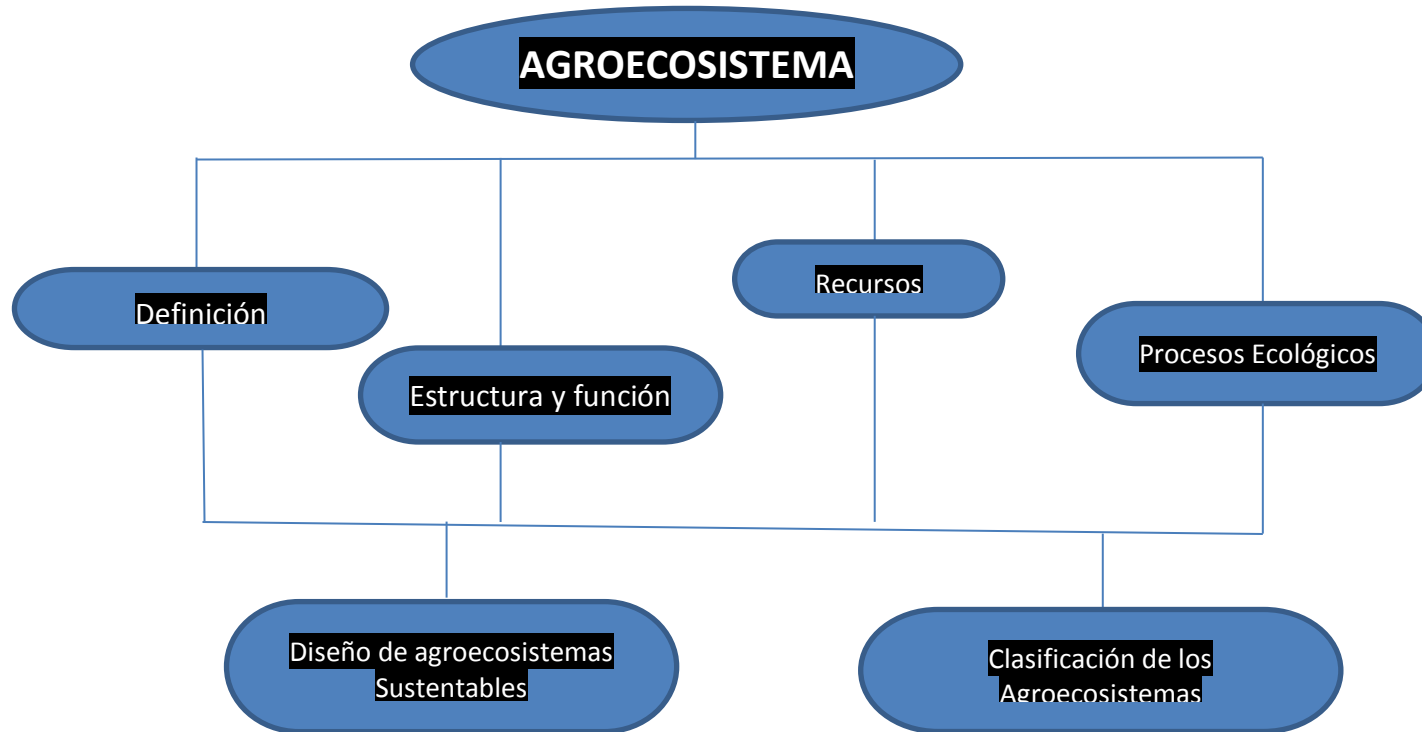 AGROECOSISTEMA
Definición
Estructura y función
Recursos
Procesos Ecológicos
Diseño de agroecosistemas
Sustentables
Clasificación de los
Agroecosistemas